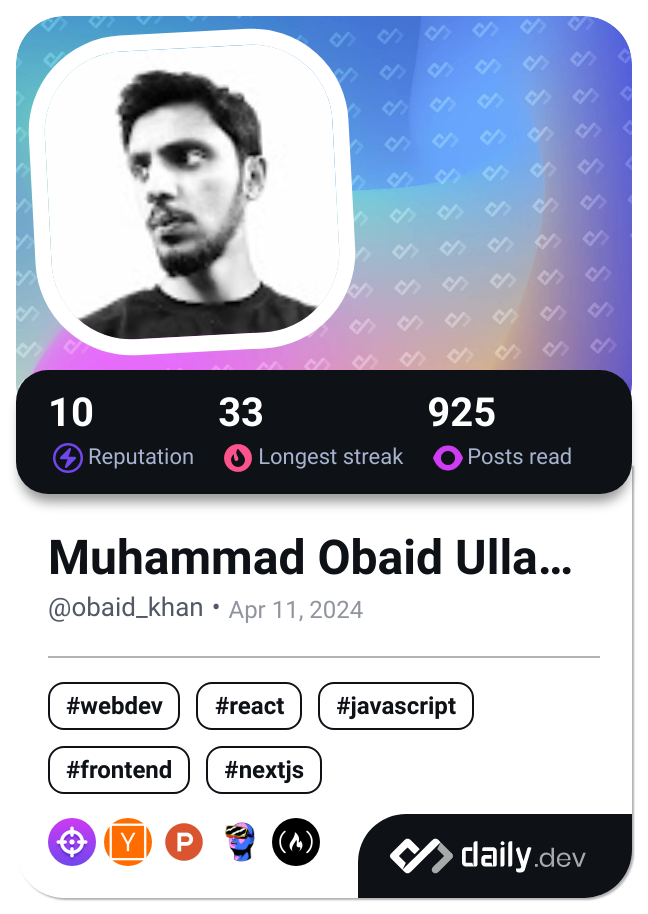 10 33 925
Reputation Longest streak Posts read
Muhammad Obaid Ulla...
@obaid_khan • Apr 11, 2024
#webdev #react #javascript
#frontend #nextjs
Y P
daily.dev